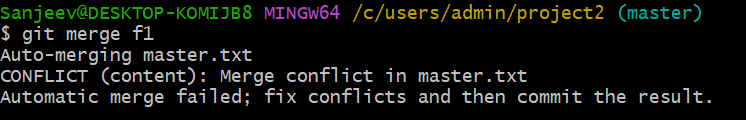 Sanjeev@DESKTOP-KOMIJB8 MINGW64 /c/users/admin/project2 (master)
$ git merge f1
Auto-merging master.txt
CONFLICT (content): Merge conflict in master.txt
Automatic merge failed; fix conflicts and then commit the result.